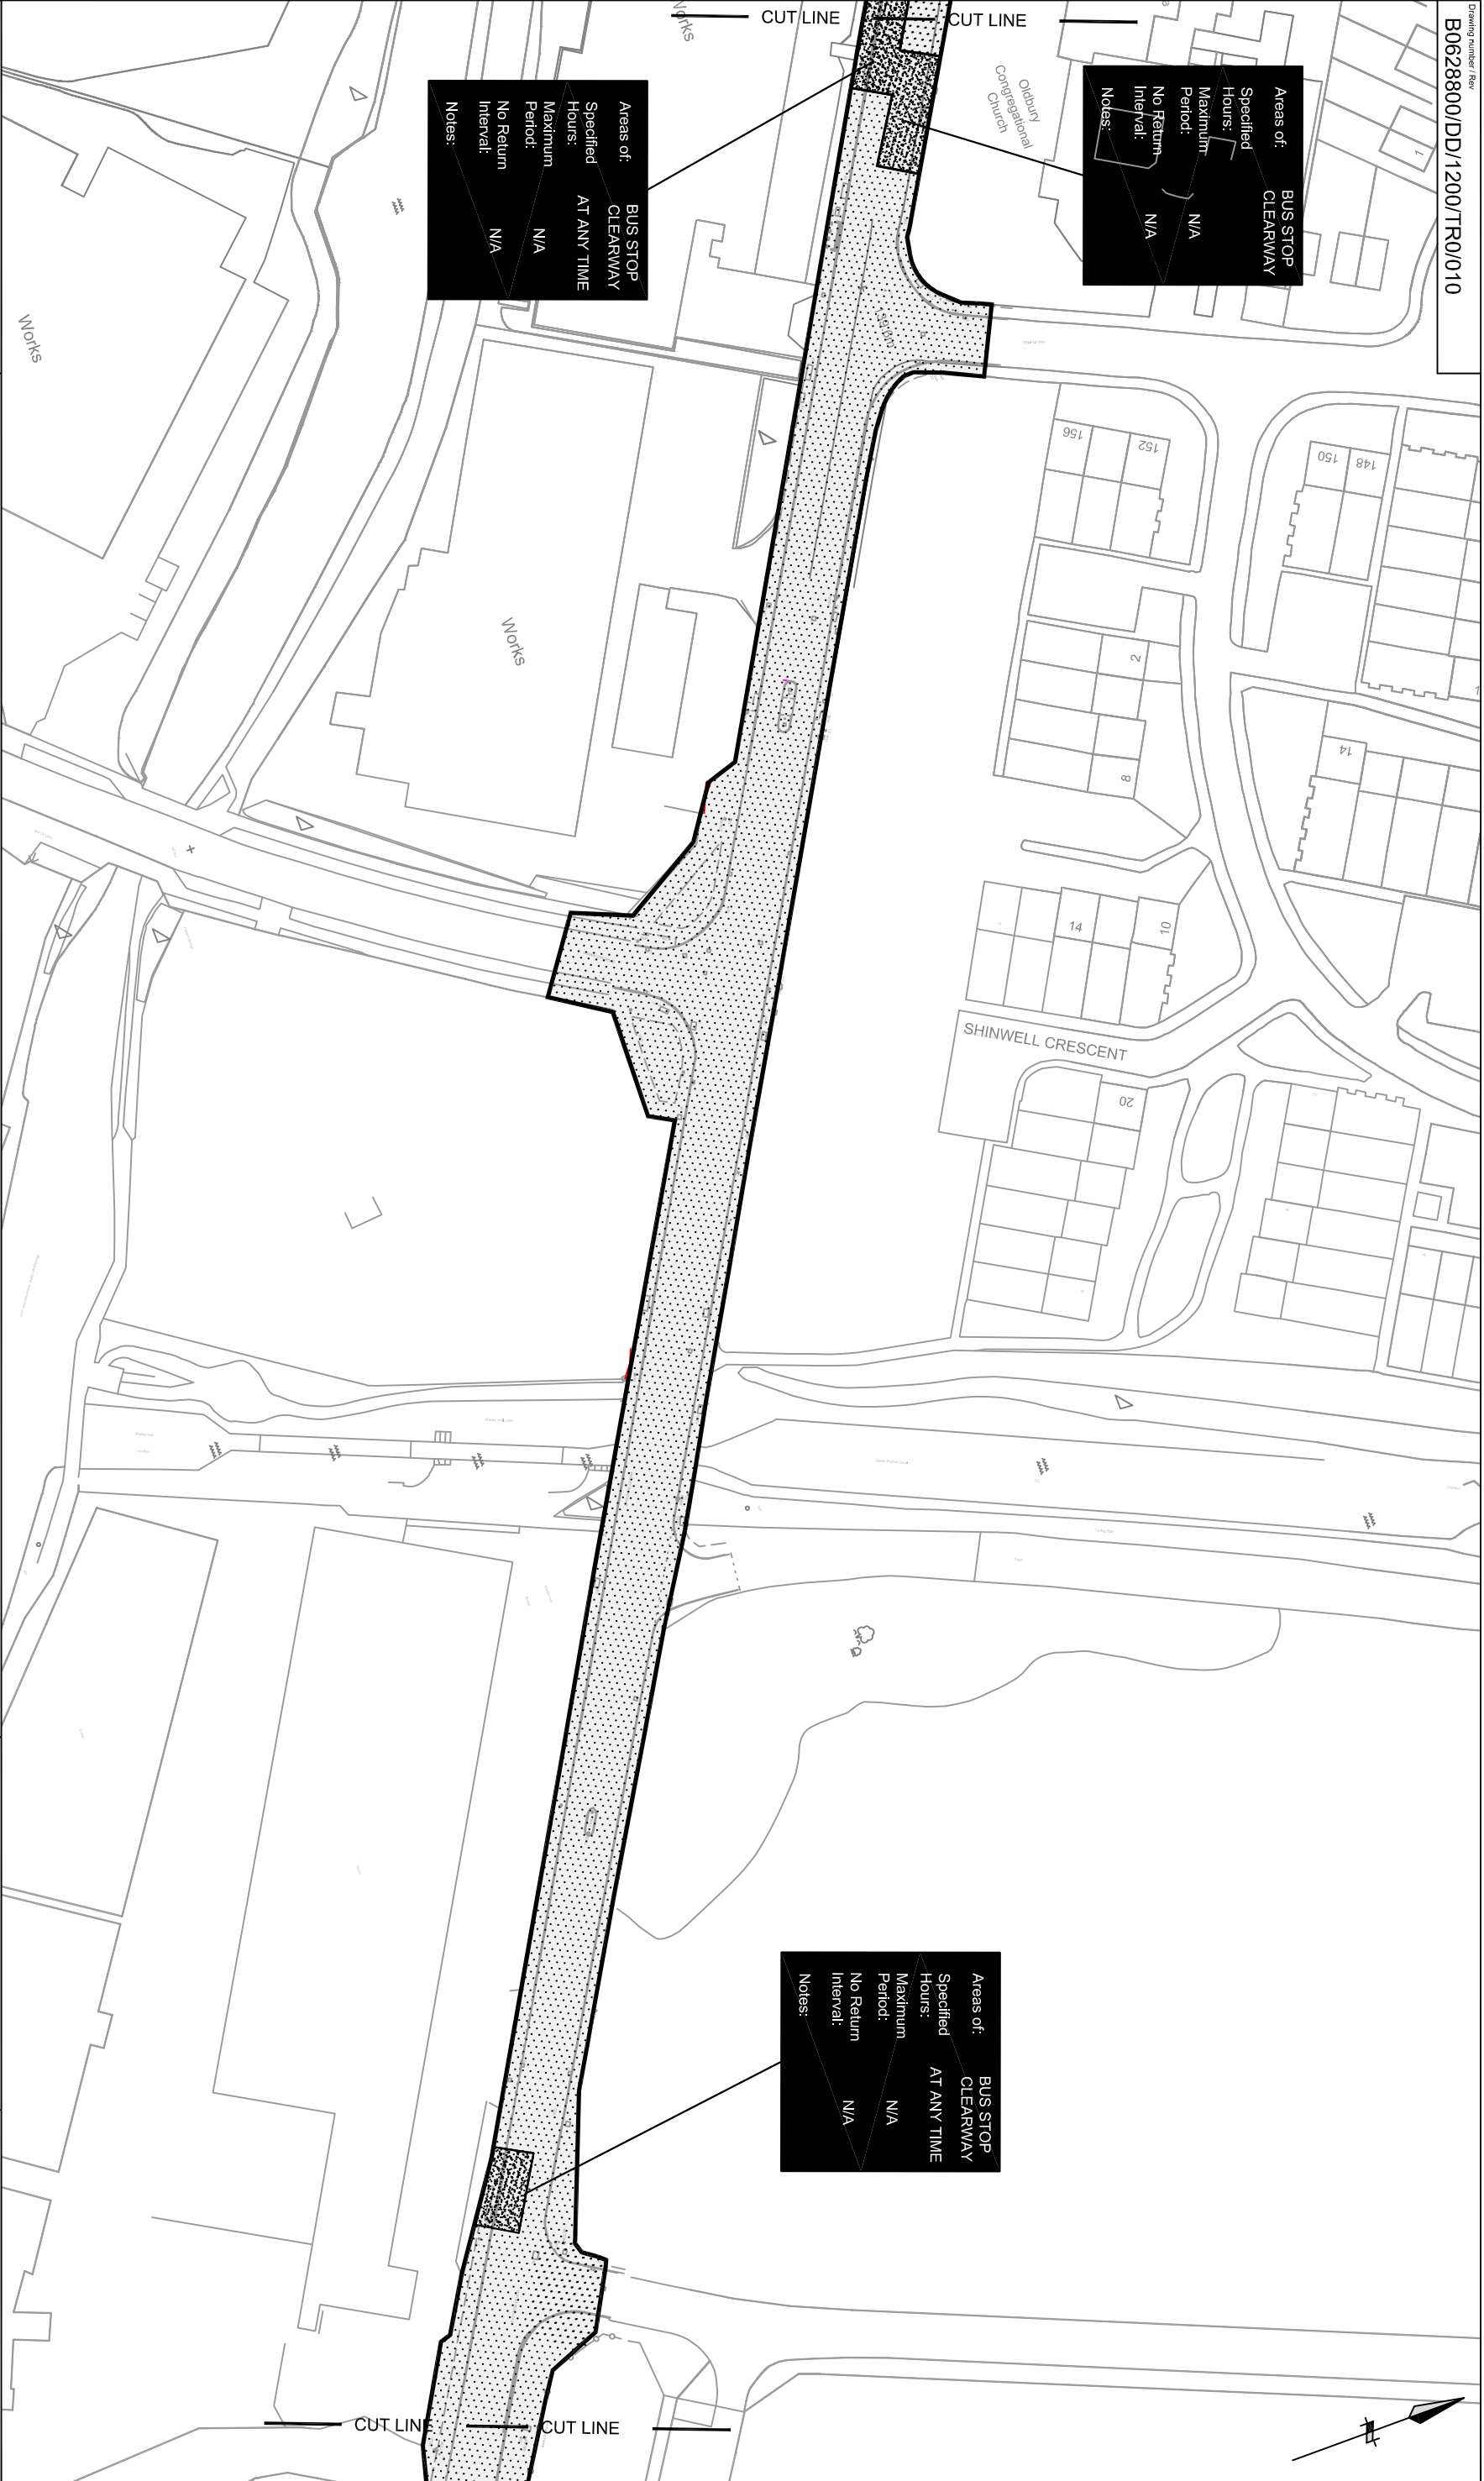 Drawing number / Rev
B0628800/DD/1200/TR0/010
CUT LINE
CUT LINE
Works
Oldbury
Congregational
Church
Areas of:
BUS STOP
CLEARWAY
Specified
Hours:
AT ANY TIME
Maximum
Period:
N/A
No Return
Interval:
N/A
Notes:
Areas of:
BUS STOP
CLEARWAY
Specified
Hours:
Maximum
Period:
N/A
No Return
Interval:
N/A
Notes:
1
Works
156
152
150
148
Works
2
8
14
14
10
SHINWELL CRESCENT
20
Areas of:
BUS STOP
CLEARWAY
Specified
Hours:
AT ANY TIME
Maximum
Period:
N/A
No Return
Interval:
N/A
Notes:
CUT LINE
CUT LINE